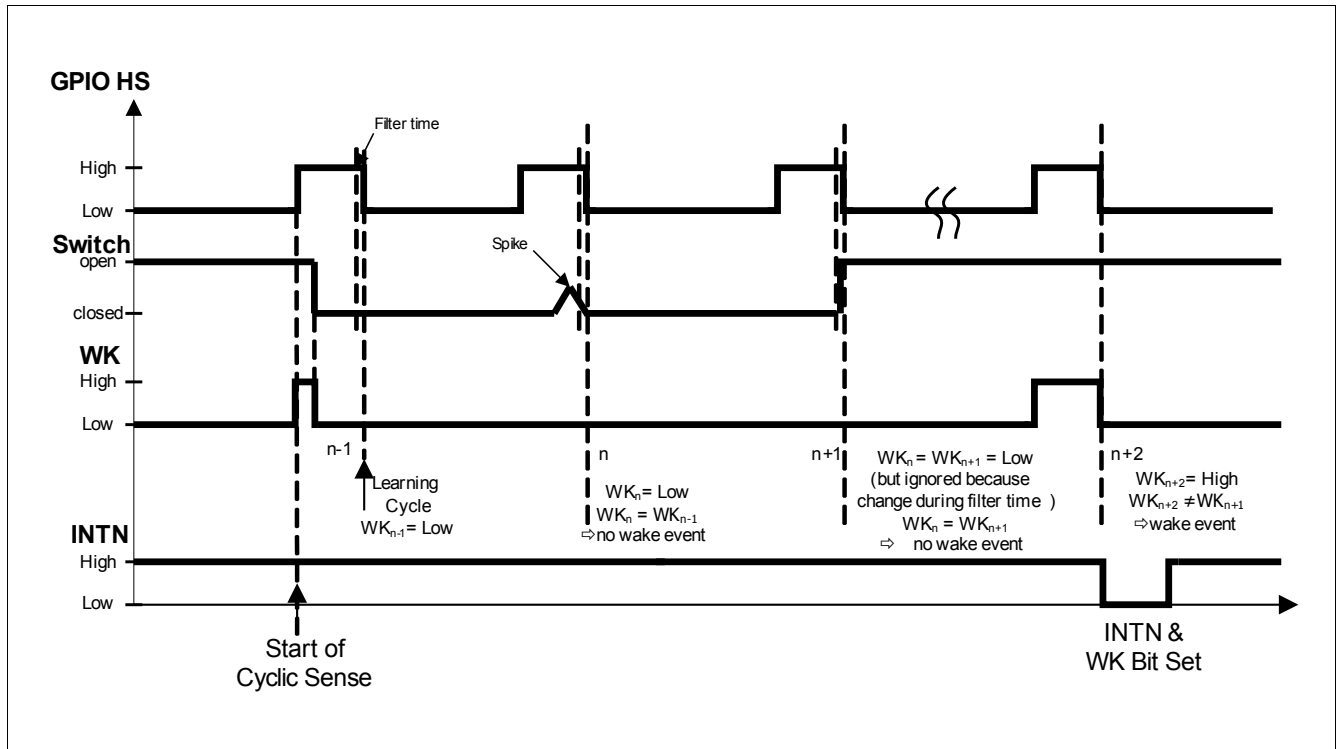 GPIO HS
Filter time
High
Low
Switch
open
Spike
closed
WK
High
Low
n-1
n
n+1
n+2
Learning
Cycle
WKn-1= Low
WKn= Low
WKn = WKn-1
⇨no wake event
WKn = WKn+1 = Low
(but ignored because
change during filter time )
WKn = WKn+1
⇨ no wake event
WKn+2= High
WKn+2 ≠WKn+1
⇨wake event
INTN
High
Low
Start of
Cyclic Sense
INTN &
WK Bit Set